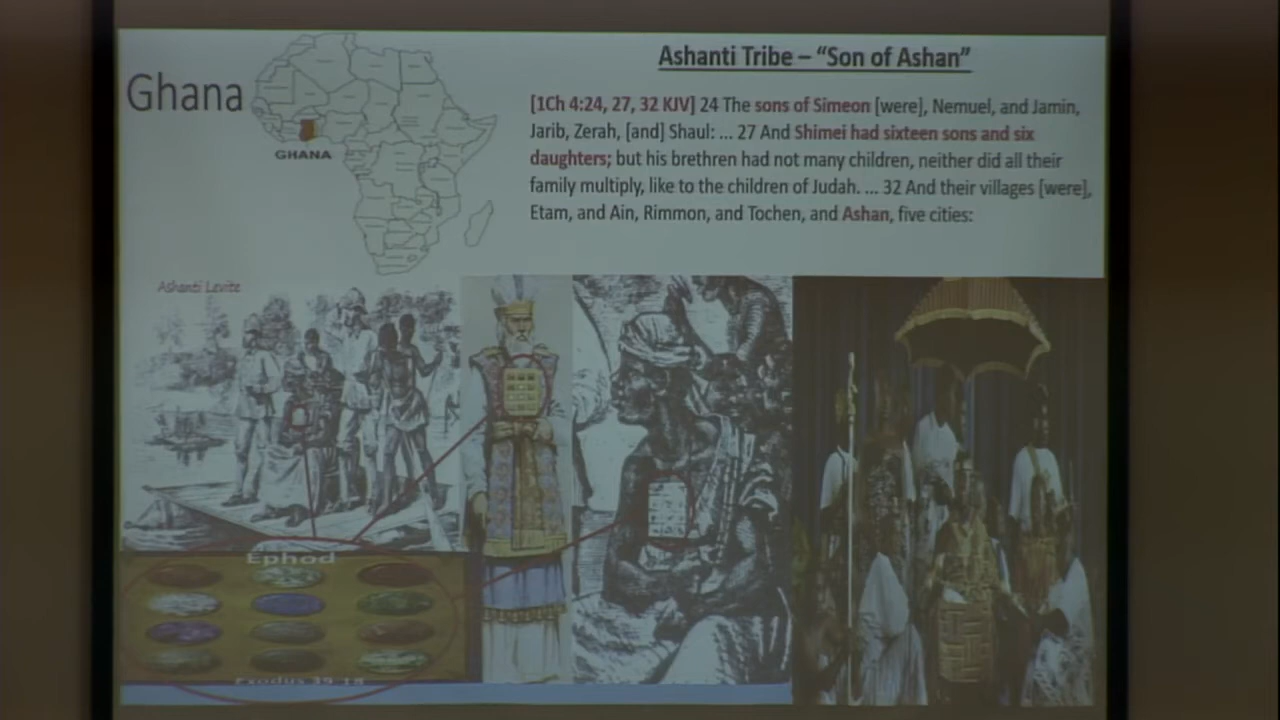 Ghana
GHANA
Ashanti Tribe – “Son of Ashan”
[1Ch 4:24, 27, 32 KJV] 24 The sons of Simeon [were], Nemuel, and Jamin,
Jarib, Zerah, [and] Shaul: ... 27 And Shimei had sixteen sons and six
daughters; but his brethren had not many children, neither did all their
family multiply, like to the children of Judah. ... 32 And their villages [were],
Etam, and Ain, Rimmon, and Tochen, and Ashan, five cities:
Ashanti Levite
Ephod
Exodus 39